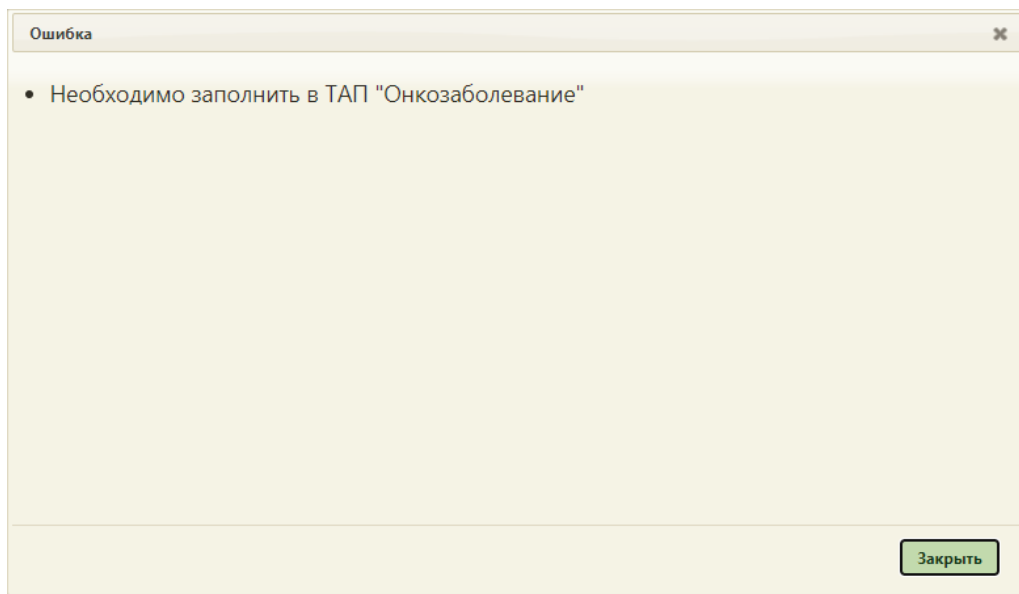 Ошибка
Необходимо заполнить в ТАП "Онкозаболевание"
Закрыть